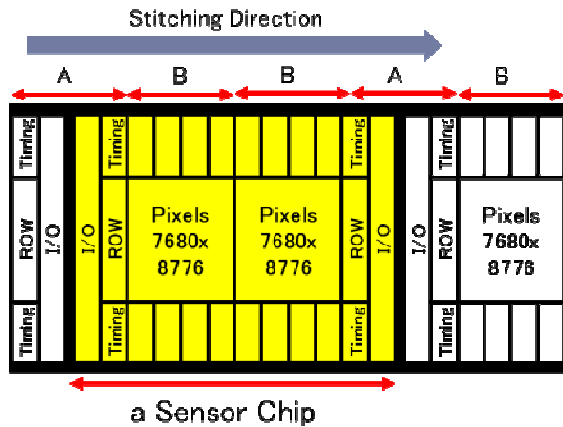 Stitching Direction
A B B A B
Timing Timing Timing Timing
ROW I/O I/O ROW Pixels 7680x 8776 Pixels 7680x 8776 ROW I/O I/O ROW Pixels 7680x 8776
Timing Timing Timing Timing
a Sensor Chip